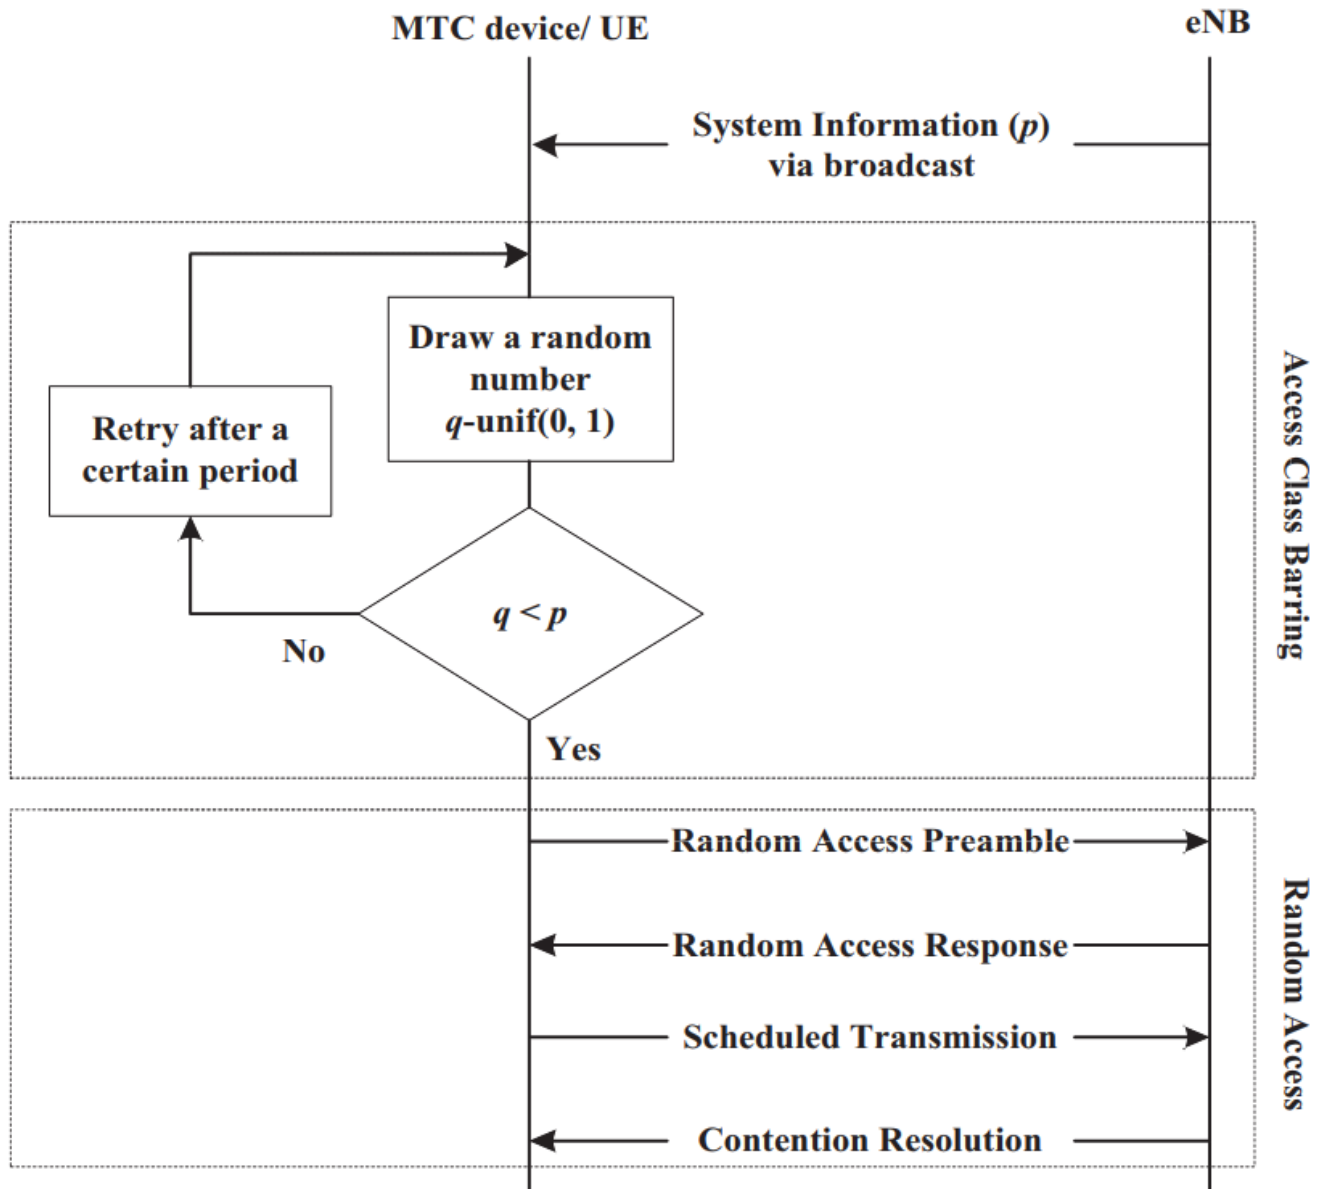 MTC device/ UE
eNB
System Information (p)
via broadcast
Draw a random
number
q-unif(0, 1)
Retry after a
certain period
q < p
No
Yes
Access Class Barring
Random Access Preamble
Random Access Response
Scheduled Transmission
Contention Resolution
Random Access